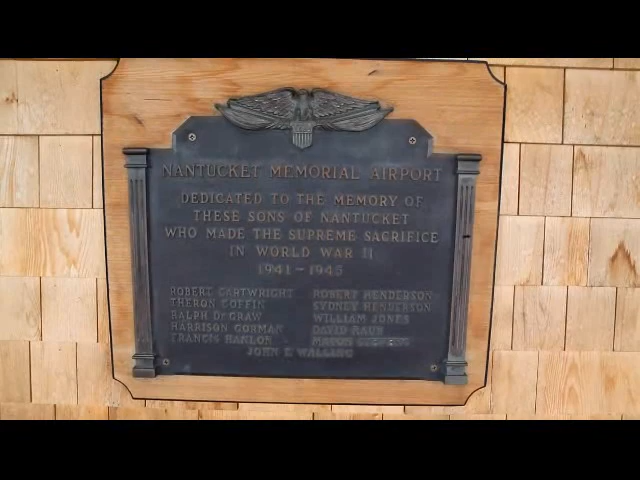 NANTUCKET MEMORIAL AIRPORT
DEDICATED TO THE MEMORY OF
THESE SONS OF NANTUCKET
WHO MADE THE SUPREME SACRIFICE
IN WORLD WAR II
1941-1945
ROBERT CARTWRIGHT
THERON COFFIN
RALPH DEGRAW
HARRISON GORMAN
FRANCIS HANLON
ROBERT HENDERSON
SYDNEY HENDERSON
WILLIAM JONES
DAVID RAUB
JOHN